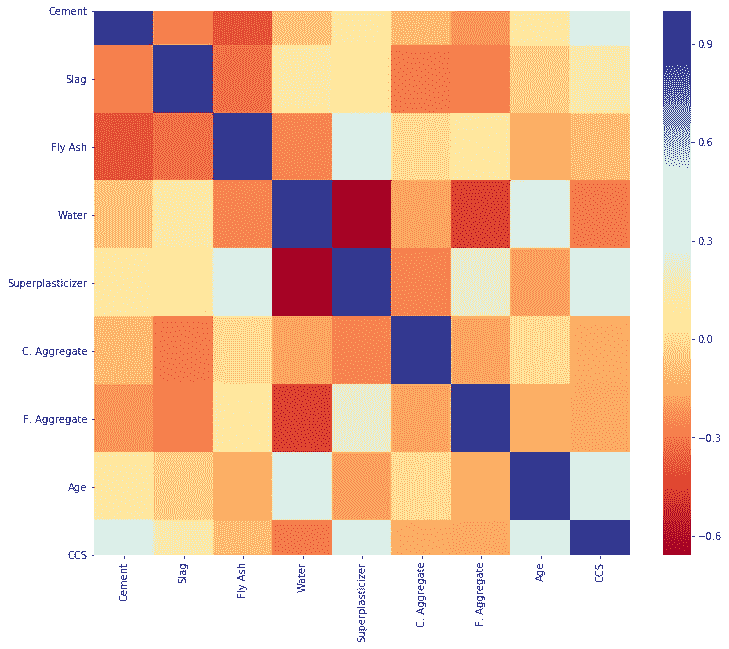 Cement
Slag
Fly Ash
Water
Superplasticizer
C. Aggregate
F. Aggregate
Age
CCS
Cement
Slag
Fly Ash
Water
Superplasticizer
C. Aggregate
F. Aggregate
Age
CCS
0.9
0.6
0.3
0.0
−0.3
−0.6